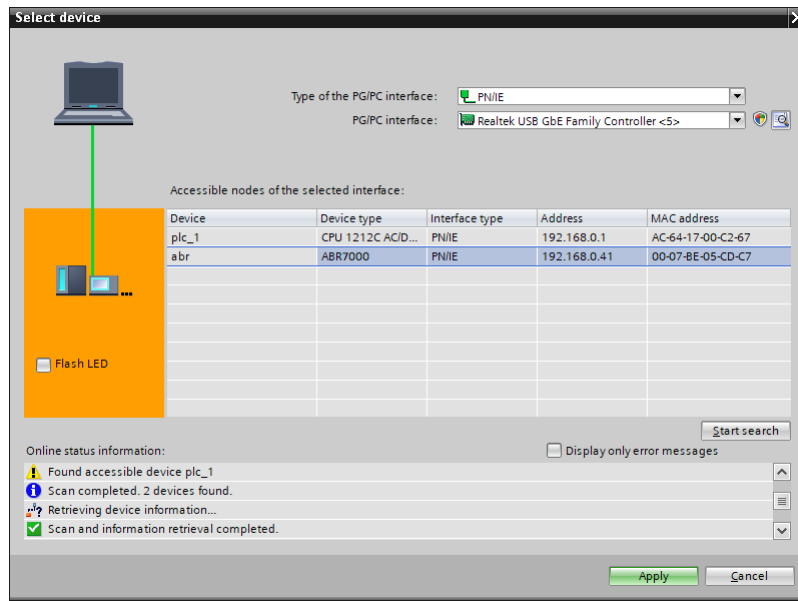 Select device
Type of the PG/PC interface: PN/IE
PG/PC interface: Realtek USB GbE Family Controller <5>
Accessible nodes of the selected interface:
Device Device type Interface type Address MAC address
plc_1 CPU 1212C AC/D... PN/IE 192.168.0.1 AC-64-17-00-C2-67
abr ABR7000 PN/IE 192.168.0.41 00-07-BE-05-CD-C7
Flash LED
Start search
Online status information: Display only error messages
Found accessible device plc_1
Scan completed. 2 devices found.
Retrieving device information...
Scan and information retrieval completed.
Apply Cancel